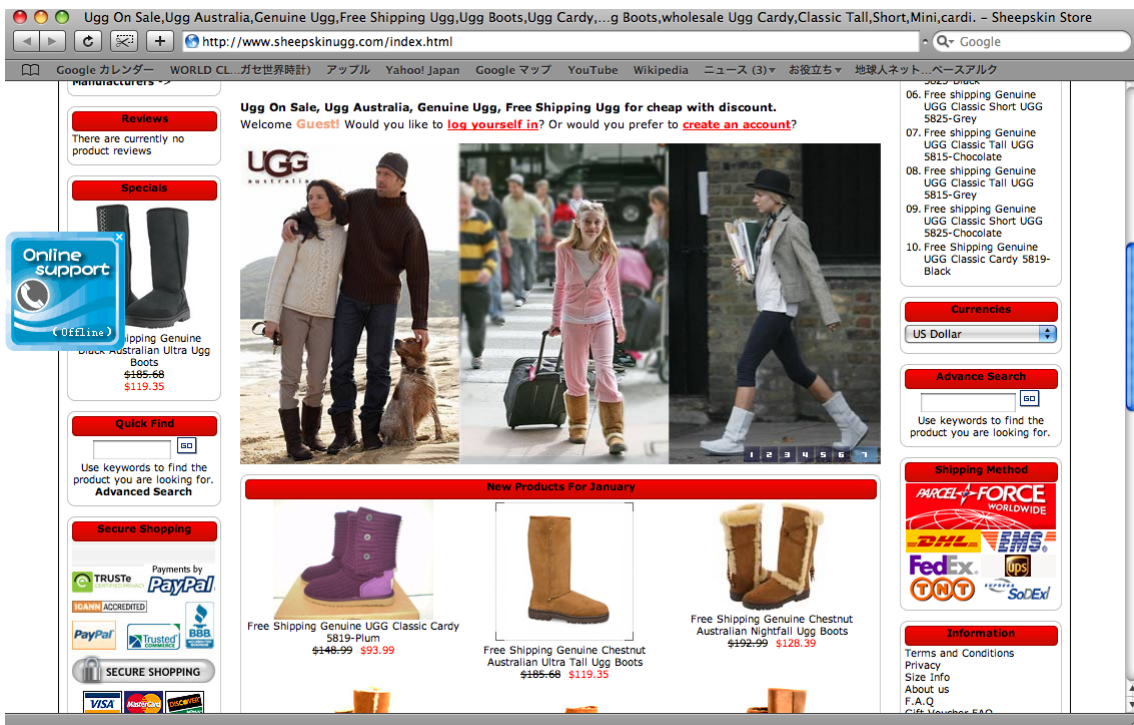 Ugg On Sale,Ugg Australia,Genuine Ugg,Free Shipping Ugg,Ugg Boots,Ugg Cardy,...g Boots,wholesale Ugg Cardy,Classic Tall,Short,Mini,cardi. – Sheepskin Store
http://www.sheepskinugg.com/index.html
Google
Google カレンダー WORLD CL...ガセ世界時計) アップル Yahoo! Japan Google マップ YouTube Wikipedia ニュース (3)▾ お役立ち▾ 地球人ネット...ペースアルク
Manufacturers ->
Reviews
There are currently no
product reviews
Specials
Online
support
(Offline)
ipping Genuine
Black Australian Ultra Ugg
Boots
$185.68
$119.35
Quick Find
GO
Use keywords to find the
product you are looking for.
Advanced Search
Secure Shopping
TRUSTe
CERTIFIED PRIVACY
Payments by
PayPal
ICANN ACCREDITED
PayPal
Trusted
COMMERCE
BBB
SECURE SHOPPING
VISA
MasterCard
DISCOVER
Ugg On Sale, Ugg Australia, Genuine Ugg, Free Shipping Ugg for cheap with discount.
Welcome Guest! Would you like to log yourself in? Or would you prefer to create an account?
UGG
australia
1 2 3 4 5 6 7
New Products For January
Free Shipping Genuine UGG Classic Cardy
5819-Plum
$148.99 $93.99
Free Shipping Genuine Chestnut
Australian Ultra Tall Ugg Boots
$185.68 $119.35
Free Shipping Genuine Chestnut
Australian Nightfall Ugg Boots
$192.99 $128.39
5825-Black
06. Free shipping Genuine
UGG Classic Short UGG
5825-Grey
07. Free shipping Genuine
UGG Classic Tall UGG
5815-Chocolate
08. Free shipping Genuine
UGG Classic Tall UGG
5815-Grey
09. Free shipping Genuine
UGG Classic Short UGG
5825-Chocolate
10. Free Shipping Genuine
UGG Classic Cardy 5819-
Black
Currencies
US Dollar
Advance Search
GO
Use keywords to find the
product you are looking for.
Shipping Method
PARCEL FORCE
WORLDWIDE
DHL EMS
FedEx. ups
TNT EXPRESS SoDExI
Information
Terms and Conditions
Privacy
Size Info
About us
F.A.Q
Gift Voucher FAQ